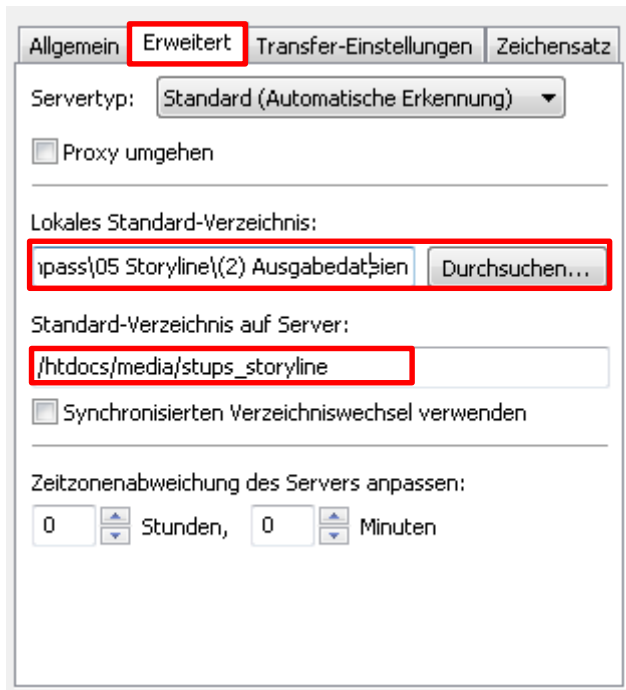 Allgemein Erweitert Transfer-Einstellungen Zeichensatz
Servertyp: Standard (Automatische Erkennung)
Proxy umgehen
Lokales Standard-Verzeichnis:
npass\05 Storyline\(2) Ausgabedateien Durchsuchen...
Standard-Verzeichnis auf Server:
/htdocs/media/stups_storyline
Synchronisierten Verzeichniswechsel verwenden
Zeitzonenabweichung des Servers anpassen:
0 Stunden, 0 Minuten